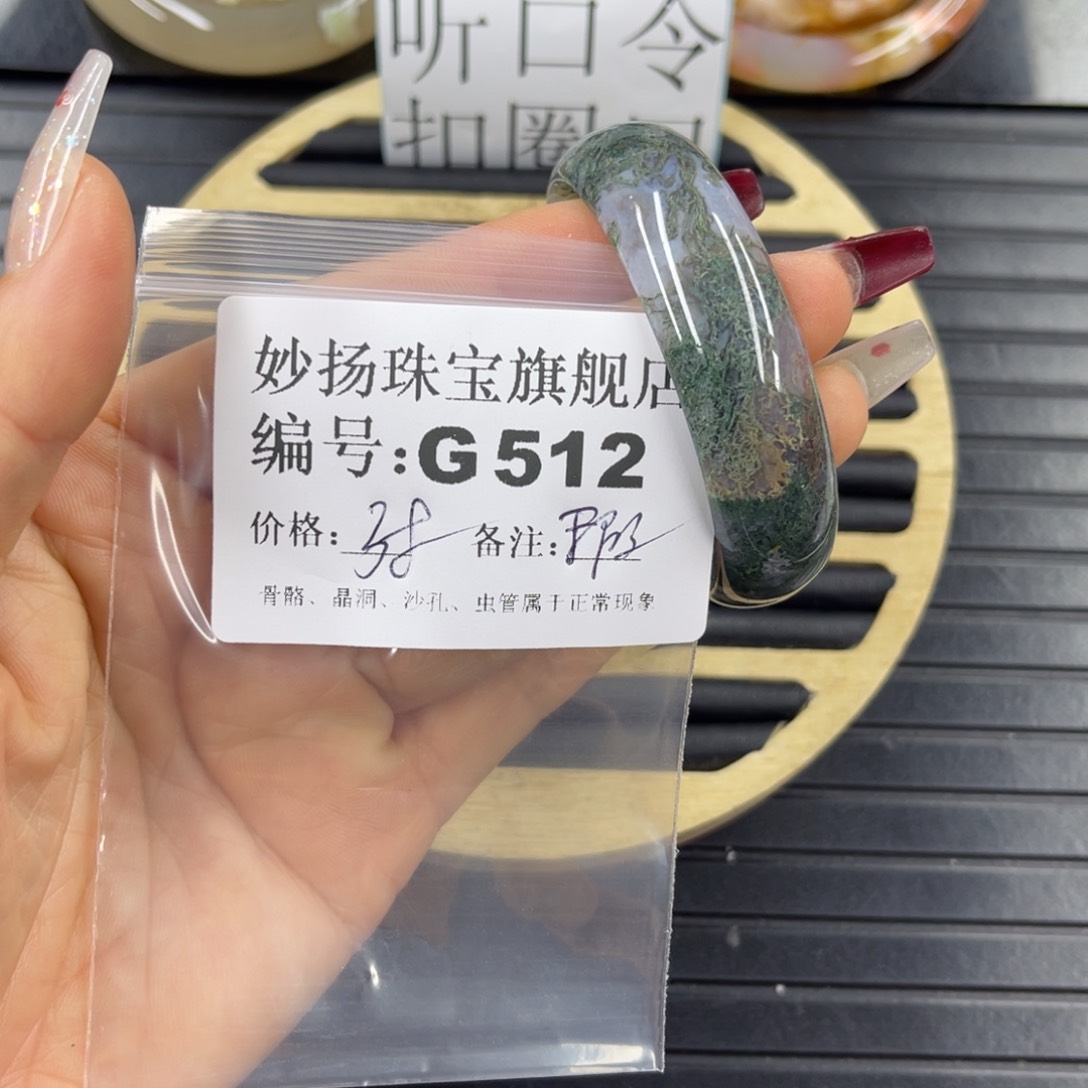 听口令
扣圈
妙扬珠宝旗舰店
编号:G512
价格: 38 备注:
骨骼、晶洞、沙孔、虫管属于正常现象